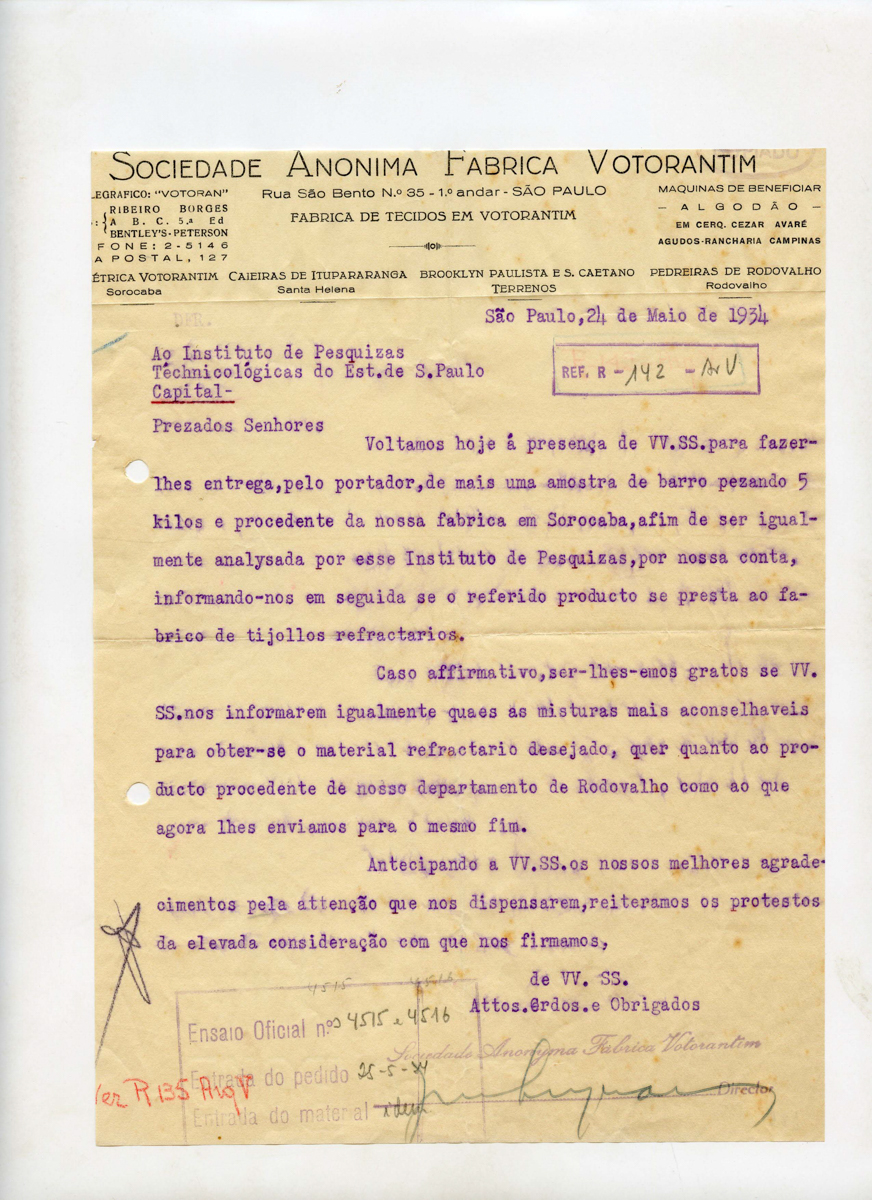 SOCIEDADE ANONIMA FABRICA VOTORANTIM
LEGRAFICO: "VOTORAN"
RIBEIRO BORGES
A B. C. 5.a Ed
BENTLEY'S-PETERSON
FONE: 2-5146
A POSTAL, 127
Rua São Bento N.º 35 - 1.º andar - SÃO PAULO
FABRICA DE TECIDOS EM VOTORANTIM
MAQUINAS DE BENEFICIAR
— ALGODÃO —
EM CERQ. CEZAR AVARÉ
AGUDOS-RANCHARIA CAMPINAS
ÉTRICA VOTORANTIM
Sorocaba
CAIEIRAS DE ITUPARARANGA
Santa Helena
BROOKLYN PAULISTA E S. CAETANO
TERRENOS
PEDREIRAS DE RODOVALHO
Rodovalho
DER.
São Paulo,24 de Maio de 1934
Ao Instituto de Pesquizas
Téchnicológicas do Est.de S.Paulo
Capital-
REF. R - 142 - Ar V
Prezados Senhores
Voltamos hoje á presença de VV.SS.para fazer-
lhes entrega,pelo portador,de mais uma amostra de barro pezando 5
kilos e procedente da nossa fabrica em Sorocaba,afim de ser igual-
mente analysada por esse Instituto de Pesquizas,por nossa conta,
informando-nos em seguida se o referido producto se presta ao fa-
brico de tijollos refractarios.
Caso affirmativo,ser-lhes-emos gratos se VV.
SS.nos informarem igualmente quaes as misturas mais aconselhaveis
para obter-se o material refractario desejado, quer quanto ao pro-
ducto procedente de nosso departamento de Rodovalho como ao que
agora lhes enviamos para o mesmo fim.
Antecipando a VV.SS.os nossos melhores agrade-
cimentos pela attenção que nos dispensarem,reiteramos os protestos
da elevada consideração com que nos firmamos,
de VV. SS.
Attos.Crdos.e Obrigados
4515 4516
Ensaio Oficial n.os 4515 e 4516
Sociedade Anonyma Fabrica Votorantim
Entrada do pedido 25-5-34
Director
Ver R 135 Arq V
Entrada do material idem